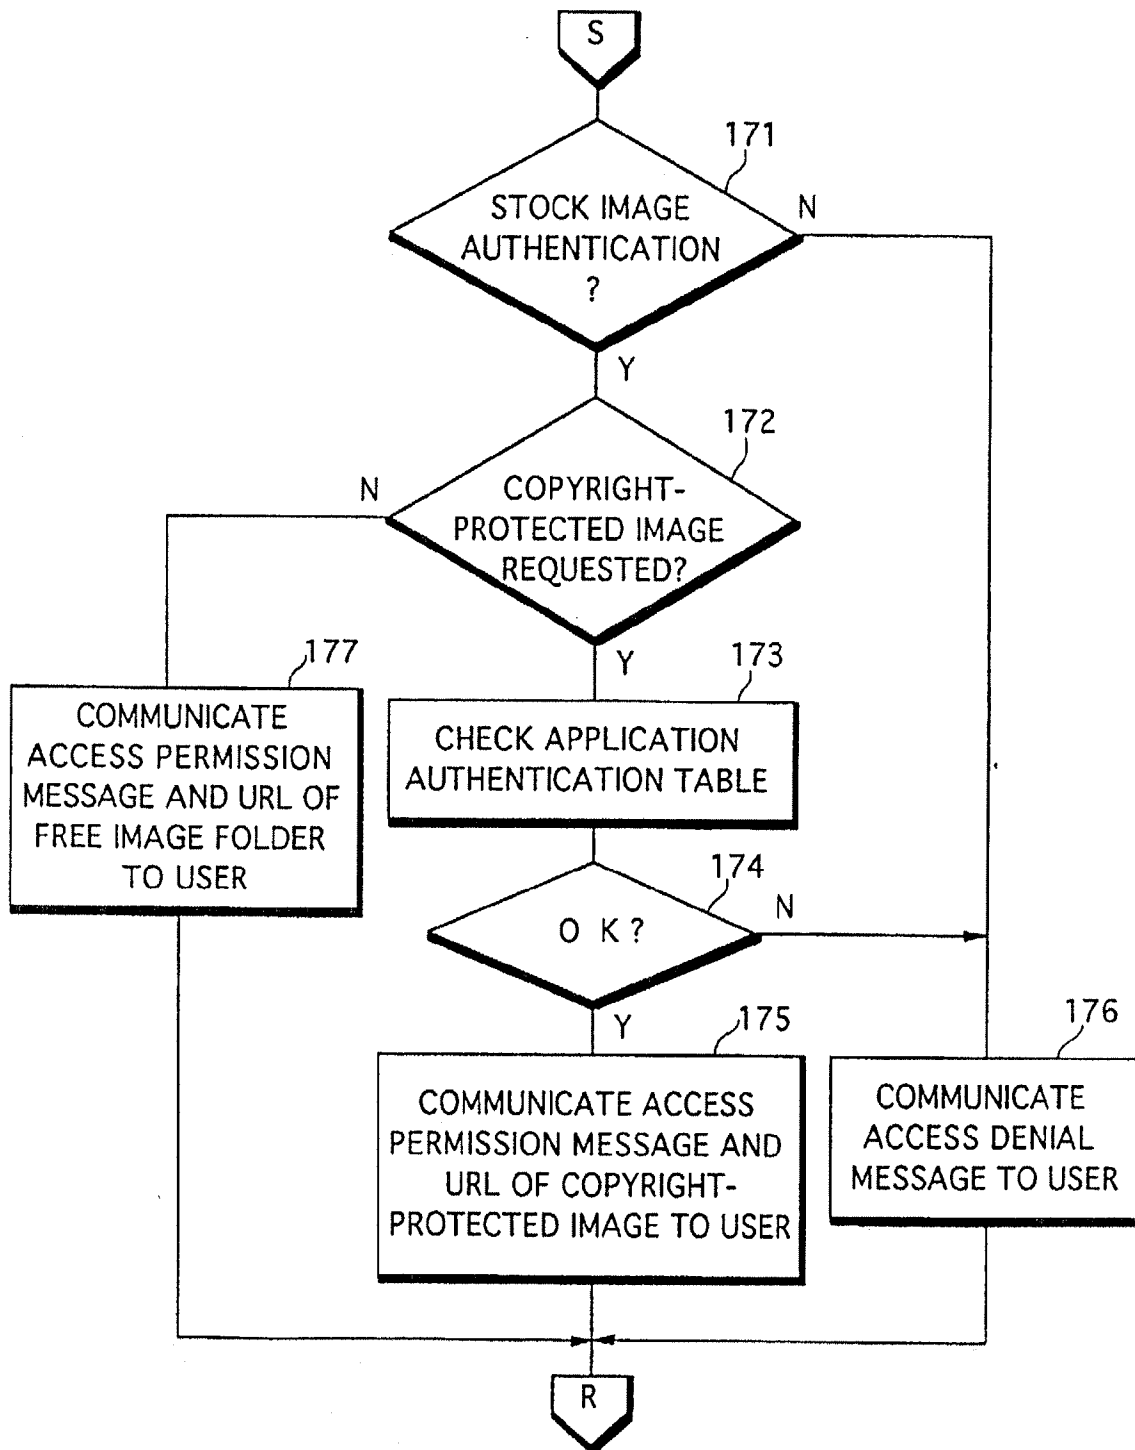 S
171
STOCK IMAGE
AUTHENTICATION
?
N
Y
172
COPYRIGHT-
PROTECTED IMAGE
REQUESTED?
N
Y
177
COMMUNICATE
ACCESS PERMISSION
MESSAGE AND URL OF
FREE IMAGE FOLDER
TO USER
173
CHECK APPLICATION
AUTHENTICATION TABLE
174
O K ?
N
Y
175
COMMUNICATE ACCESS
PERMISSION MESSAGE AND
URL OF COPYRIGHT-
PROTECTED IMAGE TO USER
176
COMMUNICATE
ACCESS DENIAL
MESSAGE TO USER
R